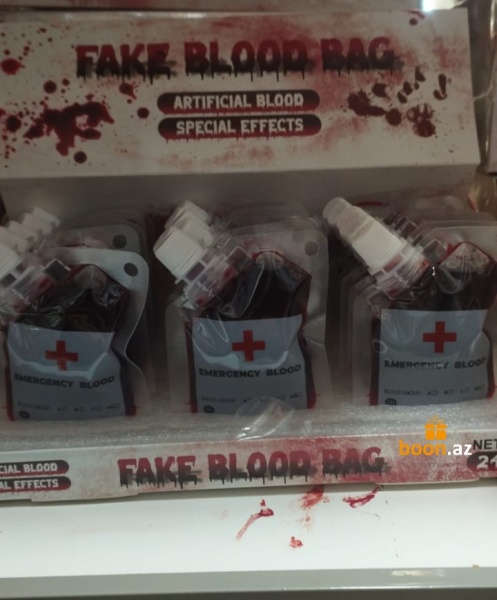 FAKE BLOOD BAG
ARTIFICIAL BLOOD
SPECIAL EFFECTS
EMERGENCY BLOOD
EMERGENCY BLOOD
EMERGENCY BLOOD
boon.az
CIAL BLOOD
AL EFFECTS
FAKE BLOOD BAG
NET